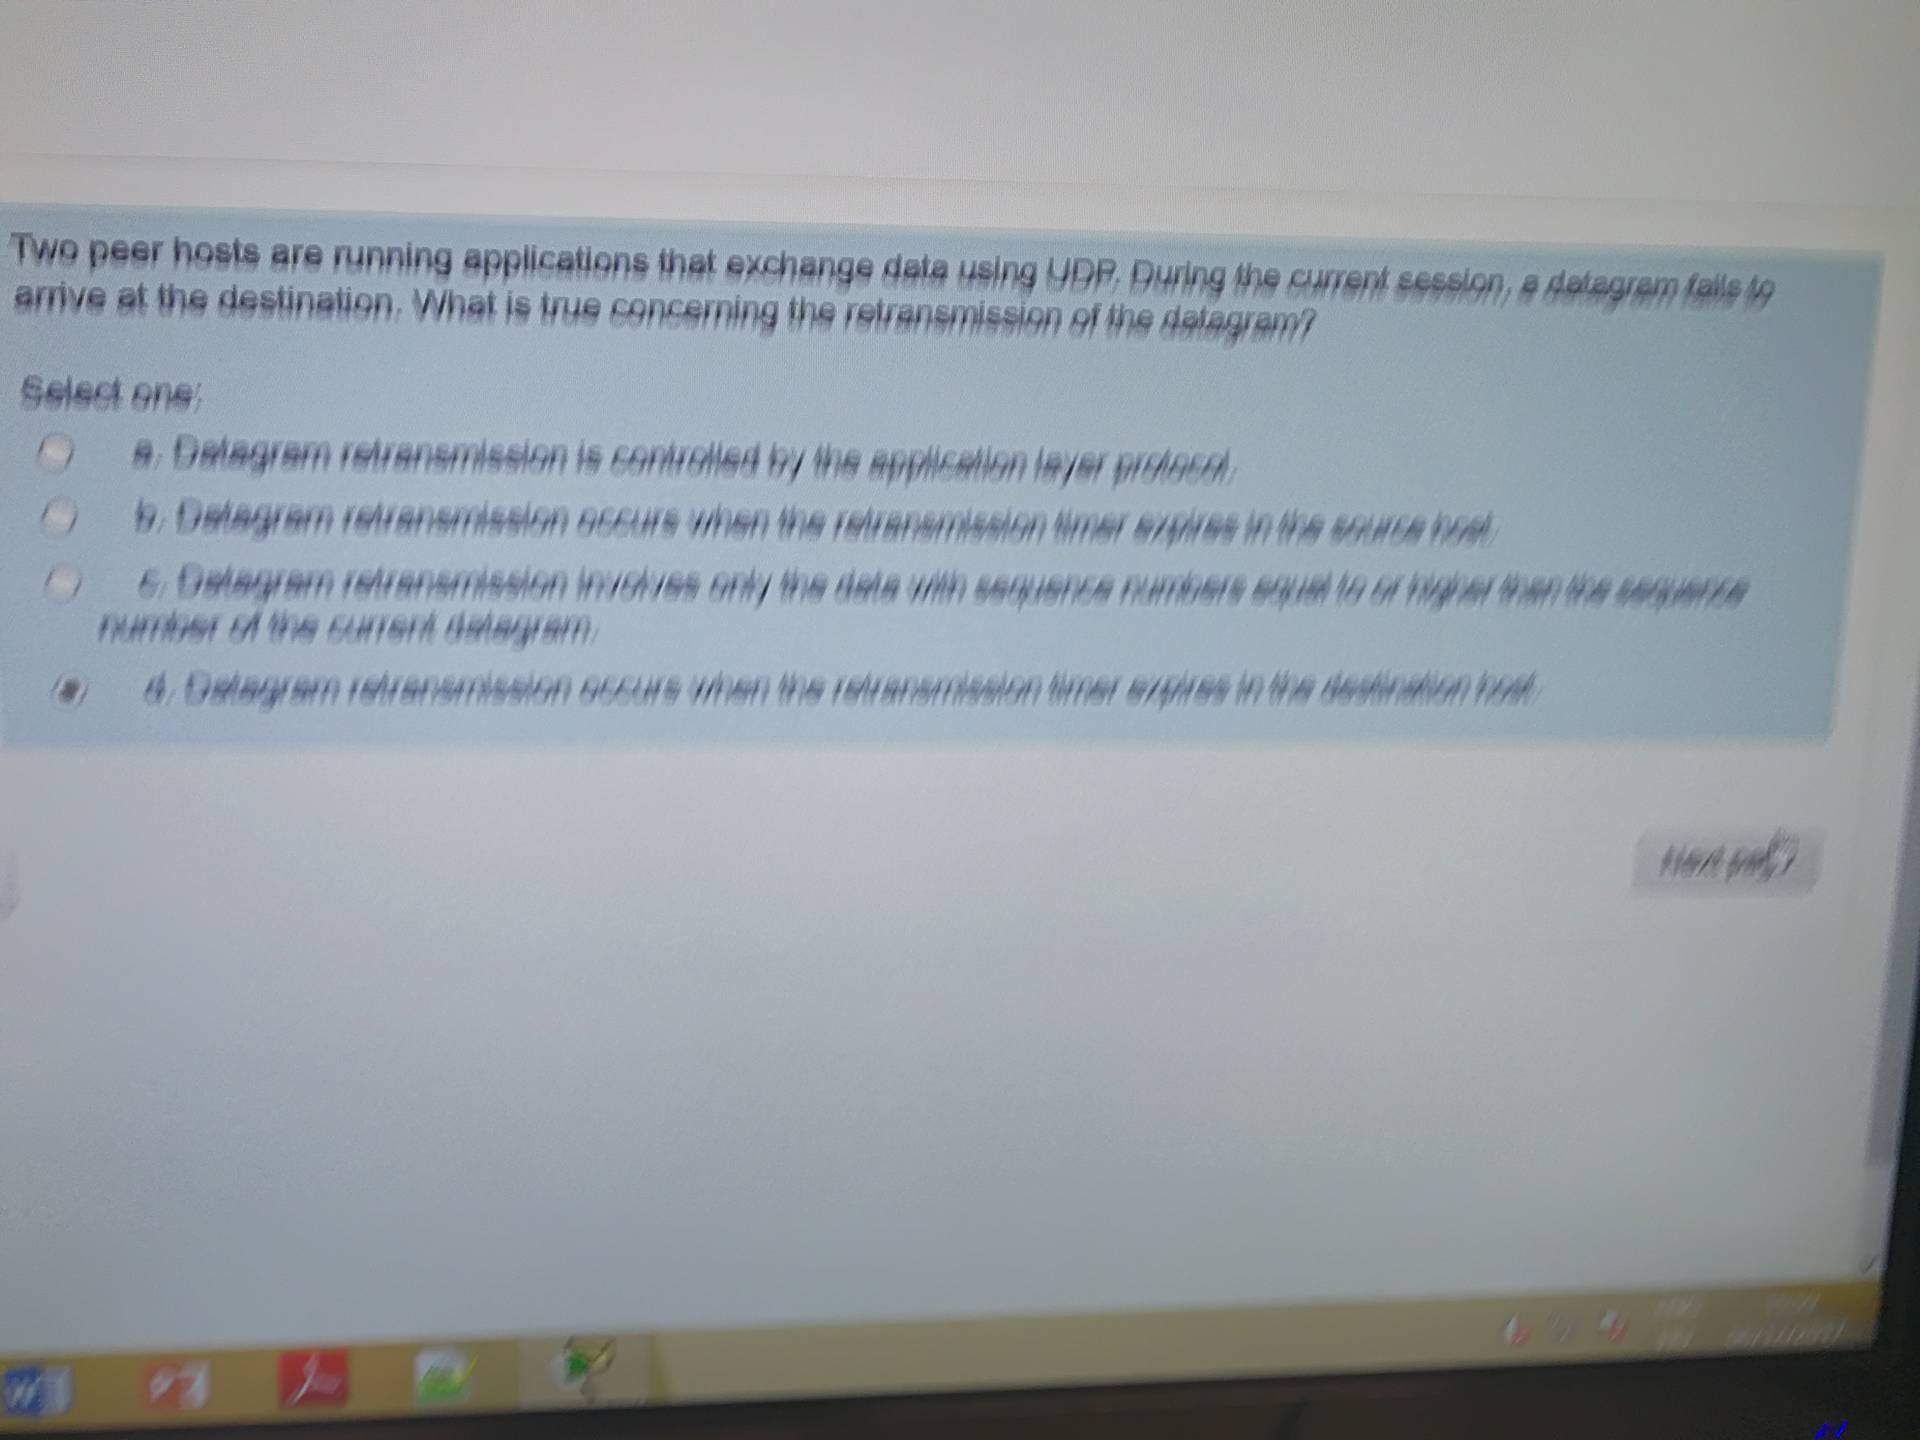 Two peer hosts are running applications that exchange data using UDP. During the current session, a datagram fails to
arrive at the destination. What is true concerning the retransmission of the datagram?
Select one:
a. Datagram retransmission is controlled by the application layer protocol.
b. Datagram retransmission occurs when the retransmission timer expires in the source host.
c. Datagram retransmission involves only the data with sequence numbers equal to or higher than the sequence
number of the current datagram.
d. Datagram retransmission occurs when the retransmission timer expires in the destination host.
Next page